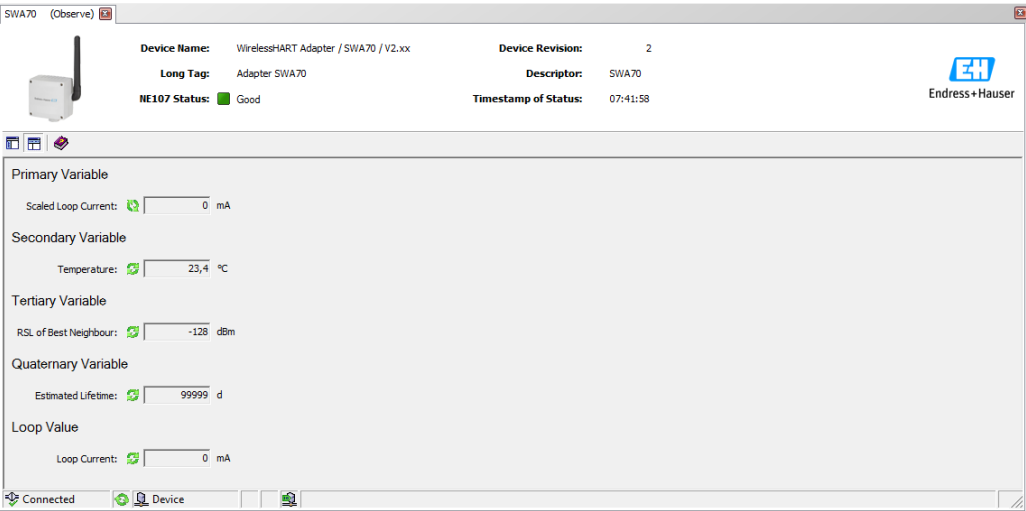 SWA70 (Observe)
Device Name: WirelessHART Adapter / SWA70 / V2.xx Device Revision: 2
Long Tag: Adapter SWA70 Descriptor: SWA70
NE107 Status: Good Timestamp of Status: 07:41:58
EH
Endress+Hauser
Primary Variable
Scaled Loop Current: 0 mA
Secondary Variable
Temperature: 23,4 °C
Tertiary Variable
RSL of Best Neighbour: -128 dBm
Quaternary Variable
Estimated Lifetime: 99999 d
Loop Value
Loop Current: 0 mA
Connected Device